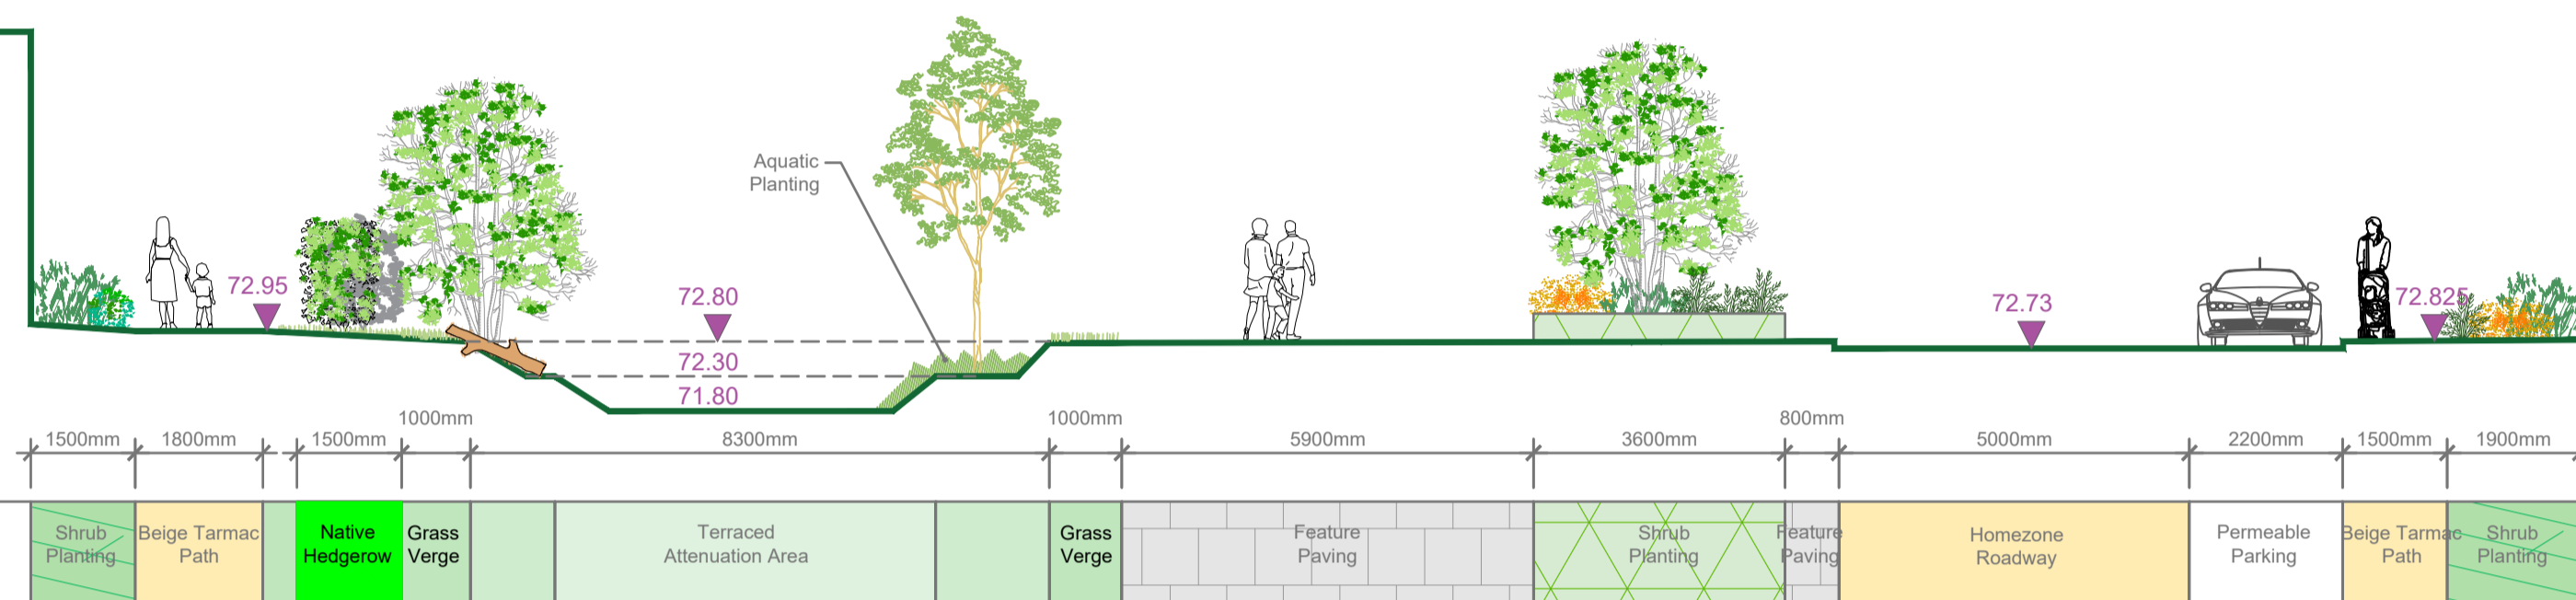 Aquatic
Planting
72.95
72.80
72.30
71.80
72.73
72.825
1000mm
1000mm
800mm
1500mm
1800mm
1500mm
8300mm
5900mm
3600mm
5000mm
2200mm
1500mm
1900mm
Shrub
Planting
Beige Tarmac
Path
Native
Hedgerow
Grass
Verge
Terraced
Attenuation Area
Grass
Verge
Feature
Paving
Shrub
Planting
Feature
Paving
Homezone
Roadway
Permeable
Parking
Beige Tarmac
Path
Shrub
Planting